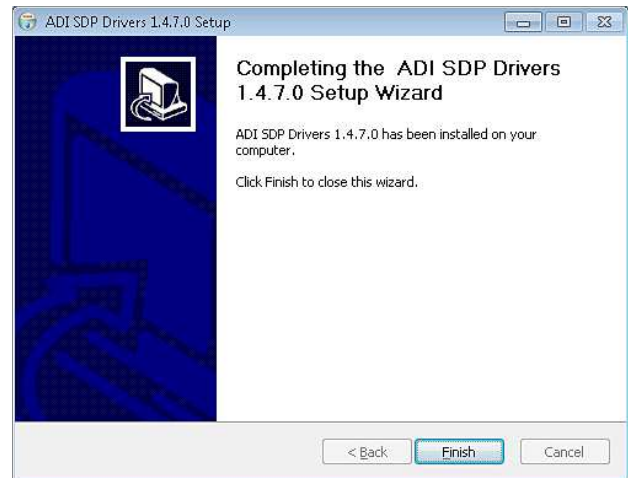 ADI SDP Drivers 1.4.7.0 Setup
Completing the ADI SDP Drivers
1.4.7.0 Setup Wizard
ADI SDP Drivers 1.4.7.0 has been installed on your
computer.
Click Finish to close this wizard.
< Back
Finish
Cancel